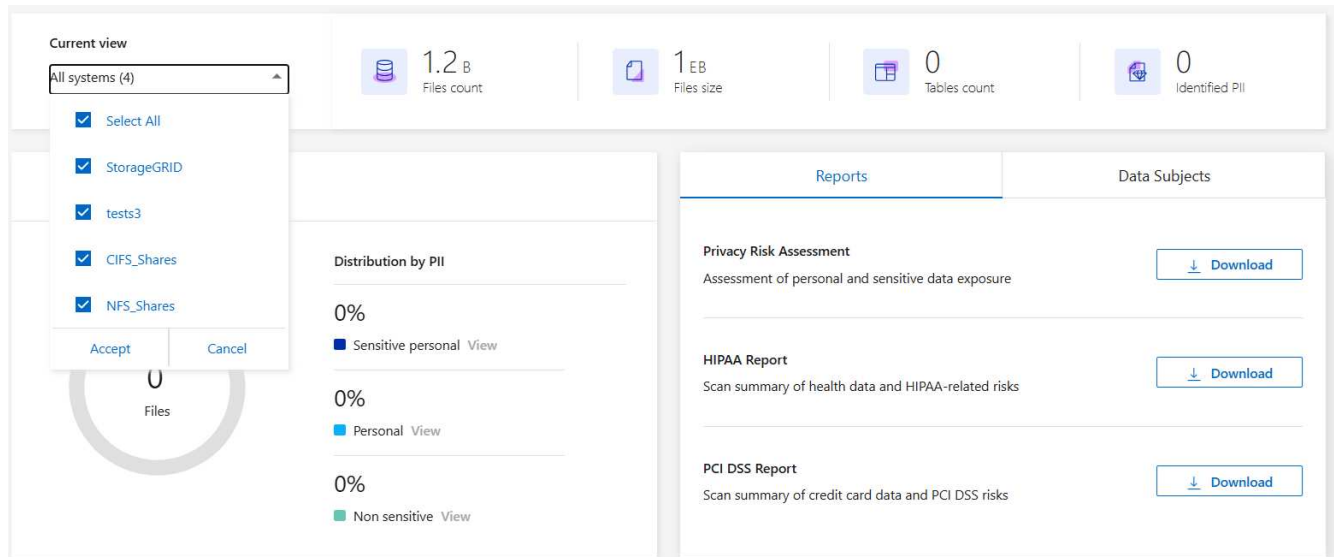 Current view
All systems (4)
Select All
StorageGRID
tests3
CIFS_Shares
NFS_Shares
Accept Cancel
1.2 B
Files count
1 EB
Files size
0
Tables count
0
Identified PII
0
Files
Distribution by PII
0%
Sensitive personal View
0%
Personal View
0%
Non sensitive View
Reports Data Subjects
Privacy Risk Assessment
Assessment of personal and sensitive data exposure
Download
HIPAA Report
Scan summary of health data and HIPAA-related risks
Download
PCI DSS Report
Scan summary of credit card data and PCI DSS risks
Download